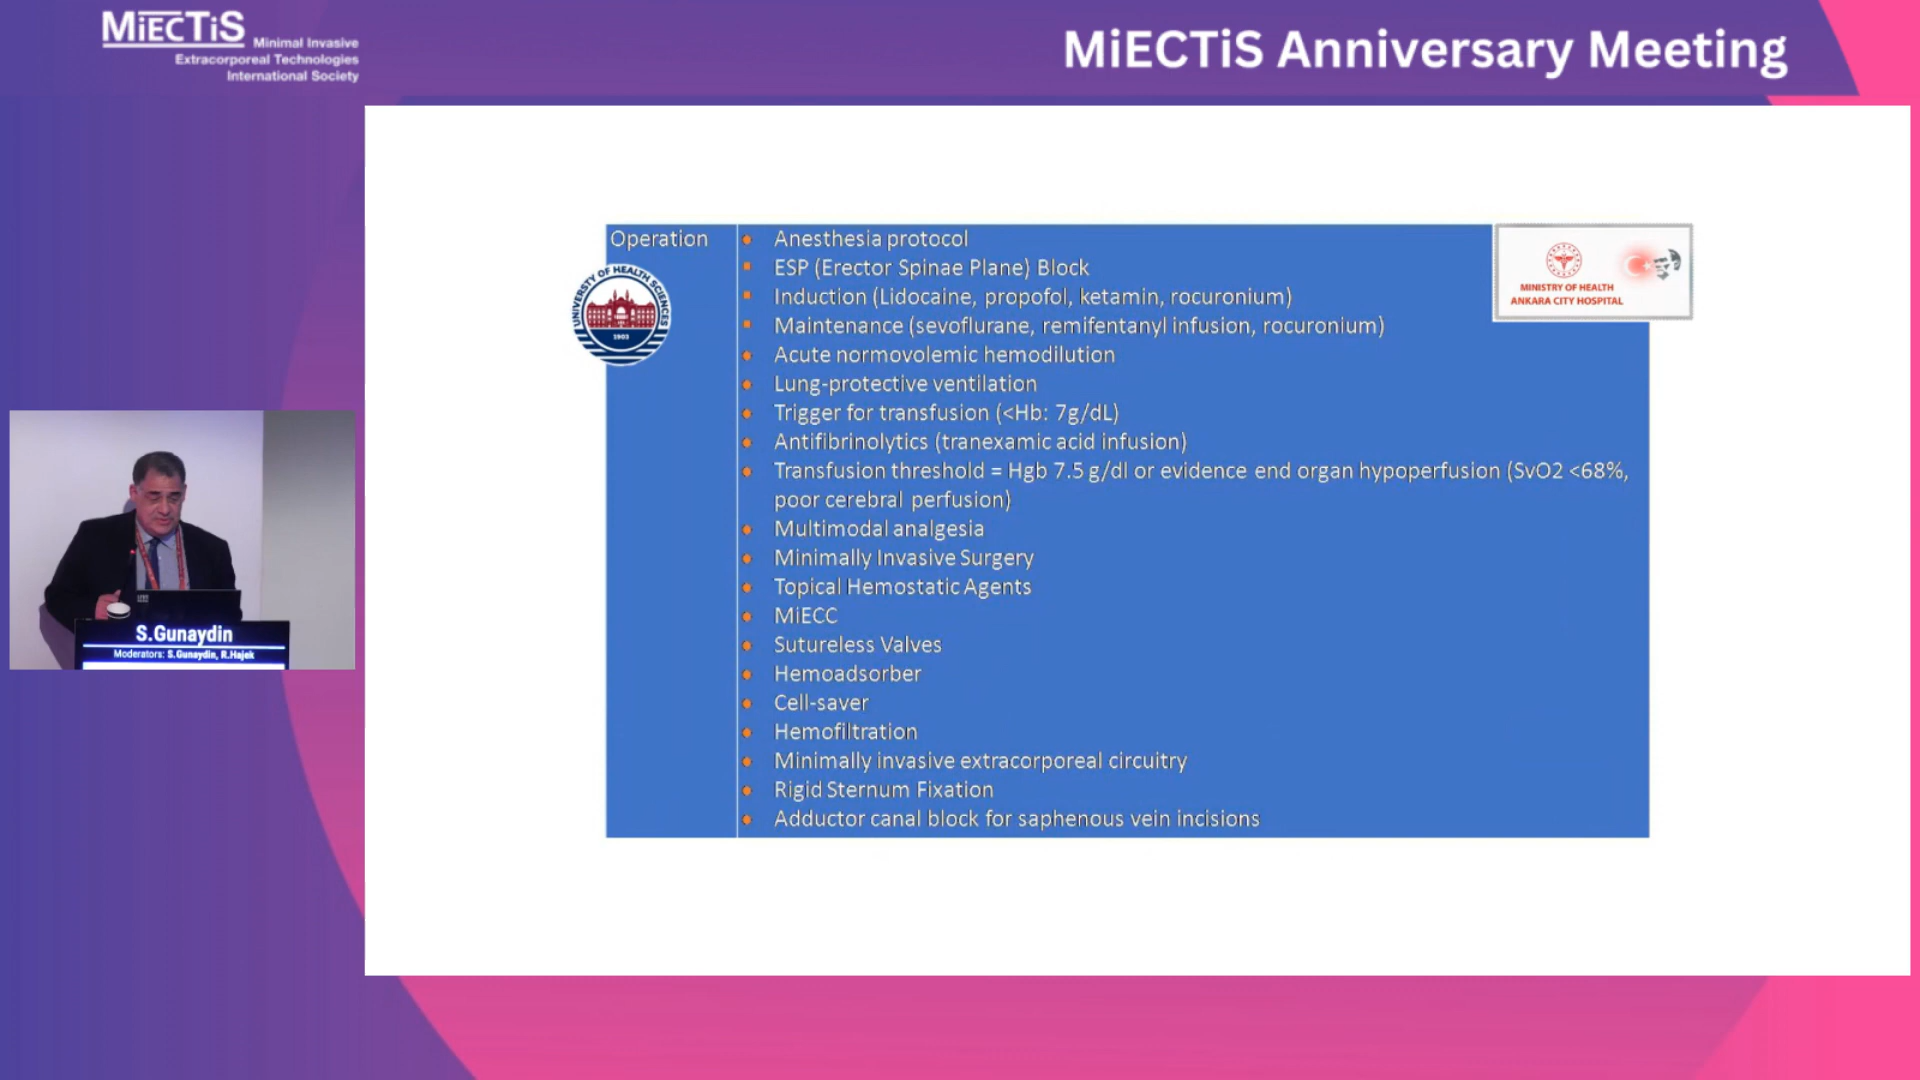 MiECTiS
Minimal Invasive
Extracorporeal Technologies
International Society
MiECTiS Anniversary Meeting
Operation
UNIVERSITY OF HEALTH SCIENCES
1903
MINISTRY OF HEALTH
ANKARA CITY HOSPITAL
Anesthesia protocol
ESP (Erector Spinae Plane) Block
Induction (Lidocaine, propofol, ketamin, rocuronium)
Maintenance (sevoflurane, remifentanyl infusion, rocuronium)
Acute normovolemic hemodilution
Lung-protective ventilation
Trigger for transfusion (<Hb: 7g/dL)
Antifibrinolytics (tranexamic acid infusion)
Transfusion threshold = Hgb 7.5 g/dl or evidence end organ hypoperfusion (SvO2 <68%,
poor cerebral perfusion)
Multimodal analgesia
Minimally Invasive Surgery
Topical Hemostatic Agents
MiECC
Sutureless Valves
Hemoadsorber
Cell-saver
Hemofiltration
Minimally invasive extracorporeal circuitry
Rigid Sternum Fixation
Adductor canal block for saphenous vein incisions
S.Gunaydin
Moderators: S.Gunaydin, R.Hajek